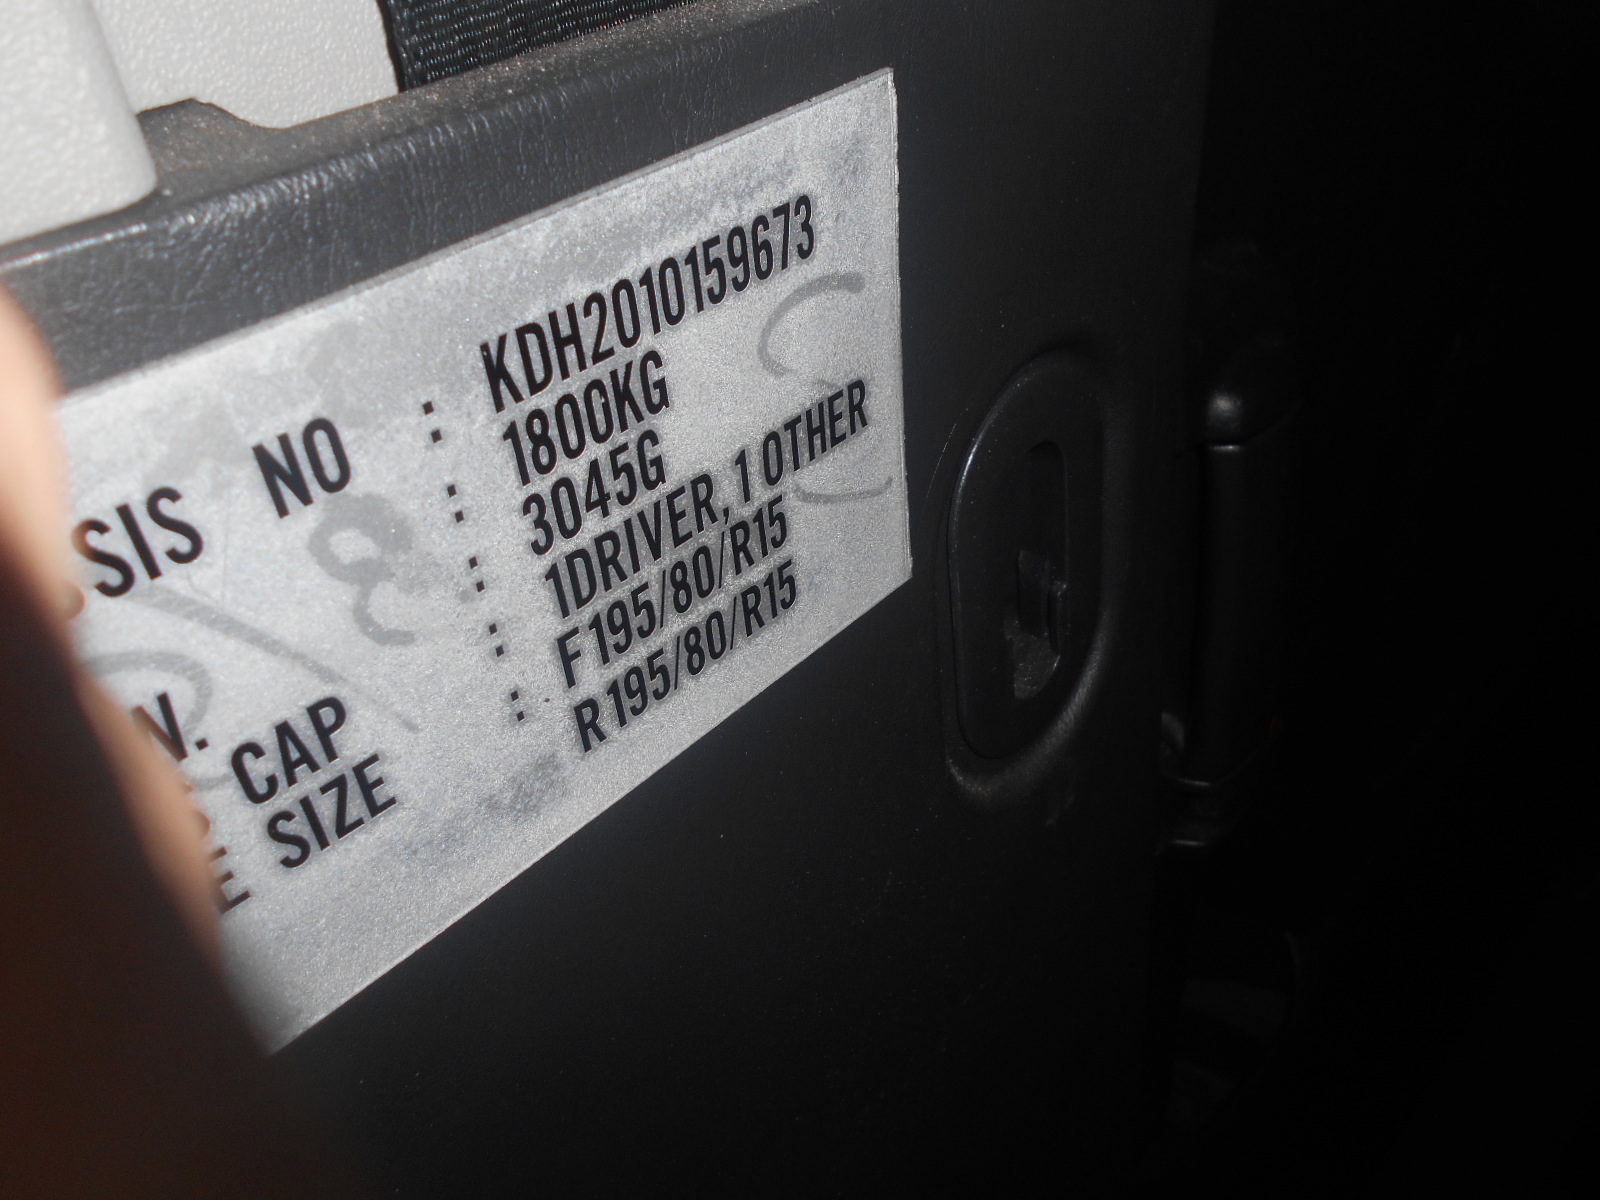 SIS NO : KDH2010159673
: 1800KG
: 3045G
N. : 1DRIVER, 1 OTHER
CAP : F195/80/R15
E SIZE : R195/80/R15